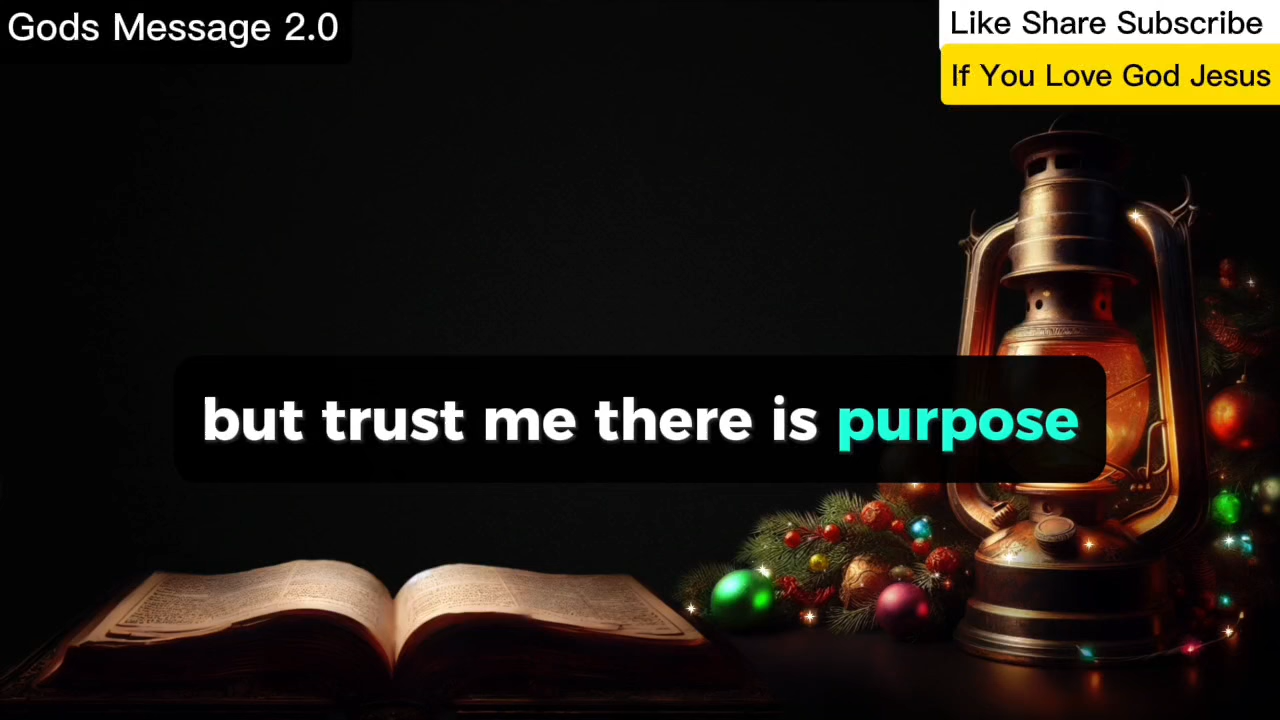 Gods Message 2.0
Like Share Subscribe
If You Love God Jesus
but trust me there is purpose